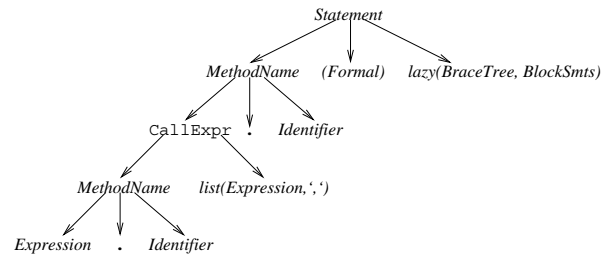 Statement
MethodName (Formal) lazy(BraceTree, BlockSmts)
CallExpr . Identifier
MethodName list(Expression,‘,‘)
Expression . Identifier